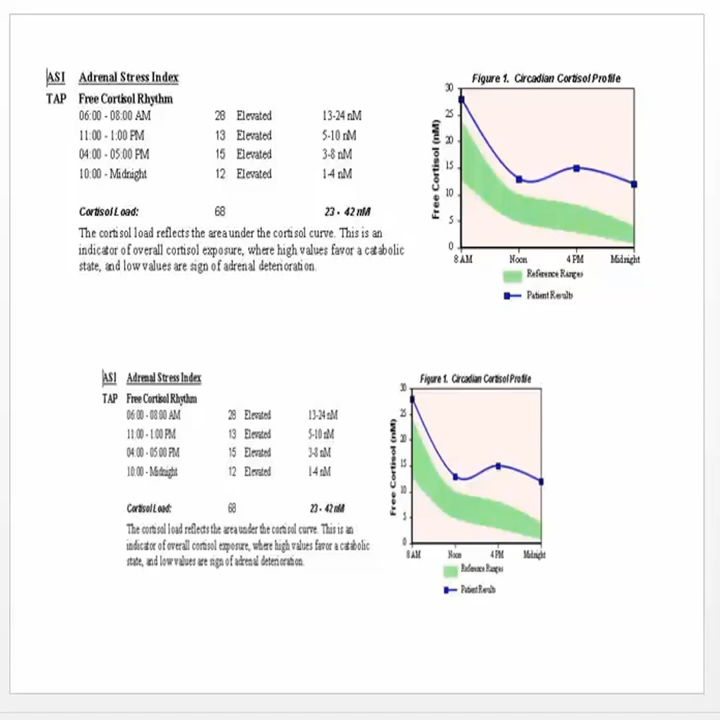 ASI Adrenal Stress Index
TAP Free Cortisol Rhythm
06:00 - 08:00 AM 28 Elevated 13-24 nM
11:00 - 1:00 PM 13 Elevated 5-10 nM
04:00 - 05:00 PM 15 Elevated 3-8 nM
10:00 - Midnight 12 Elevated 1-4 nM
Cortisol Load: 68 23 - 42 nM
The cortisol load reflects the area under the cortisol curve. This is an
indicator of overall cortisol exposure, where high values favor a catabolic
state, and low values are sign of adrenal deterioration.
Figure 1. Circadian Cortisol Profile
Free Cortisol (nM)
30
25
20
15
10
5
0
8 AM Noon 4 PM Midnight
Reference Ranges
Patient Results
ASI Adrenal Stress Index
TAP Free Cortisol Rhythm
06:00 - 08:00 AM 28 Elevated 13-24 nM
11:00 - 1:00 PM 13 Elevated 5-10 nM
04:00 - 05:00 PM 15 Elevated 3-8 nM
10:00 - Midnight 12 Elevated 1-4 nM
Cortisol Load: 68 23 - 42 nM
The cortisol load reflects the area under the cortisol curve. This is an
indicator of overall cortisol exposure, where high values favor a catabolic
state, and low values are sign of adrenal deterioration.
Figure 1. Circadian Cortisol Profile
Free Cortisol (nM)
30
25
20
15
10
5
0
8 AM Noon 4 PM Midnight
Reference Ranges
Patient Results